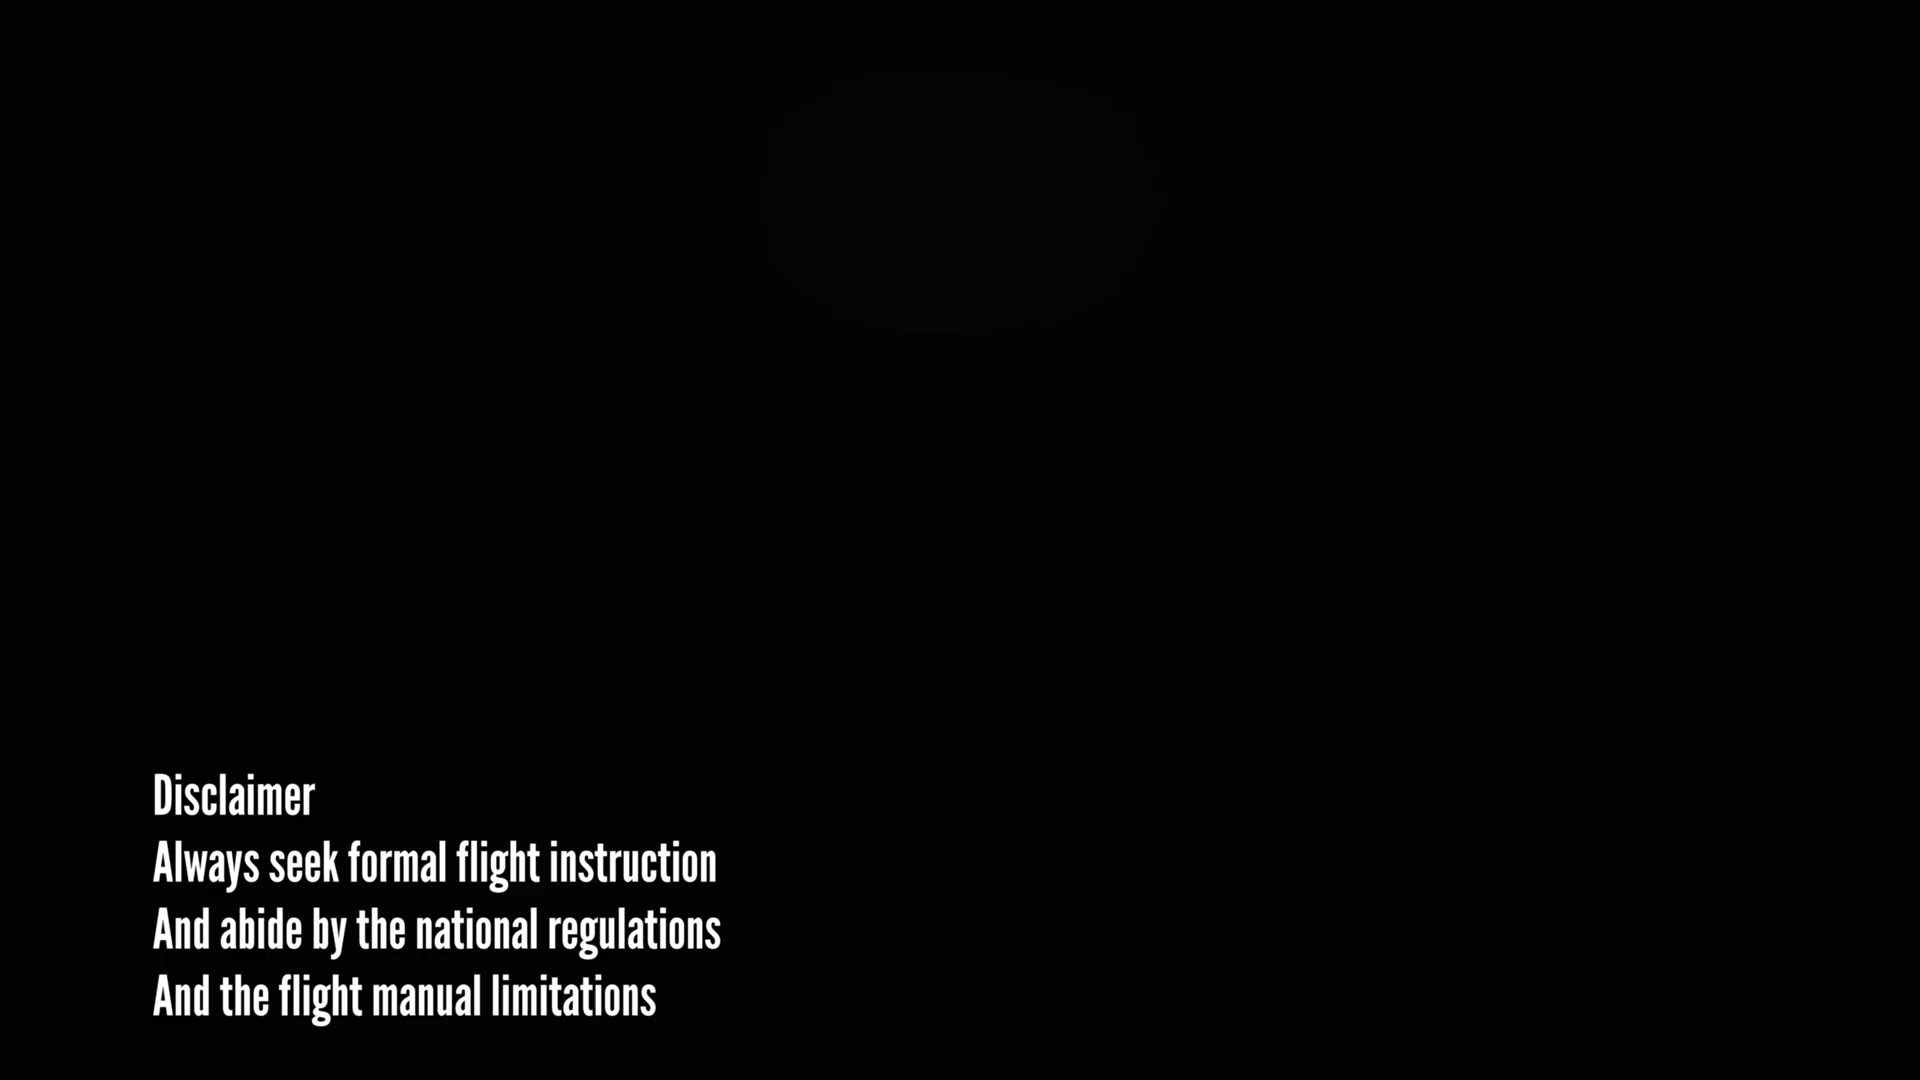 Disclaimer
Always seek formal flight instruction
And abide by the national regulations
And the flight manual limitations